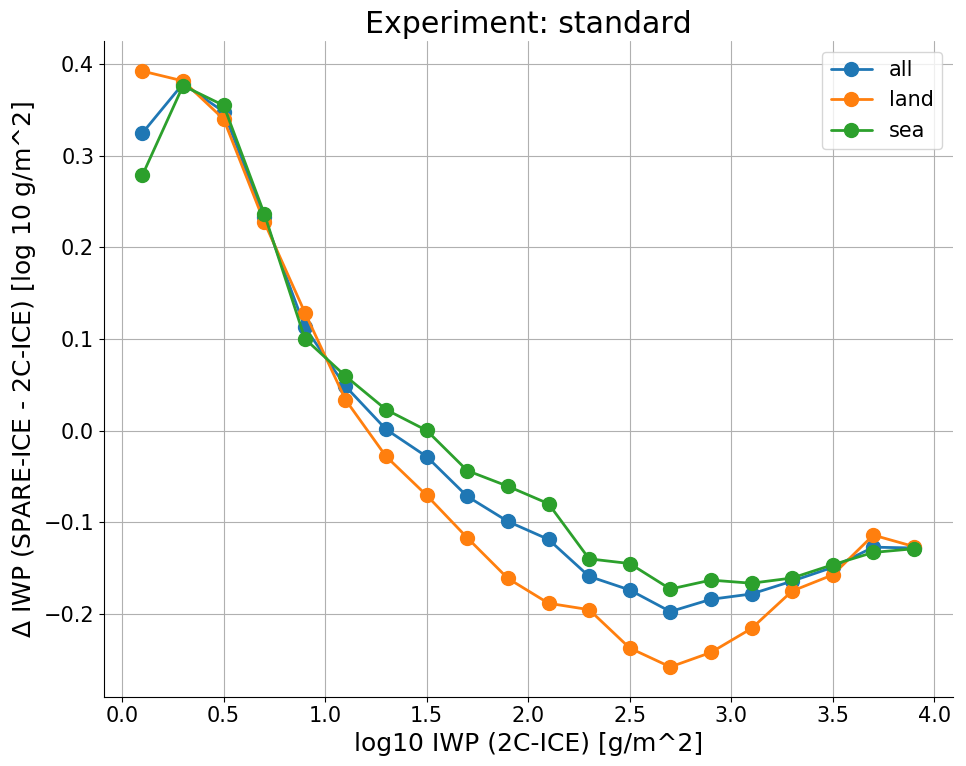 Experiment: standard
Δ IWP (SPARE-ICE - 2C-ICE) [log 10 g/m^2]
0.4
0.3
0.2
0.1
0.0
−0.1
−0.2
all
land
sea
0.0 0.5 1.0 1.5 2.0 2.5 3.0 3.5 4.0
log10 IWP (2C-ICE) [g/m^2]